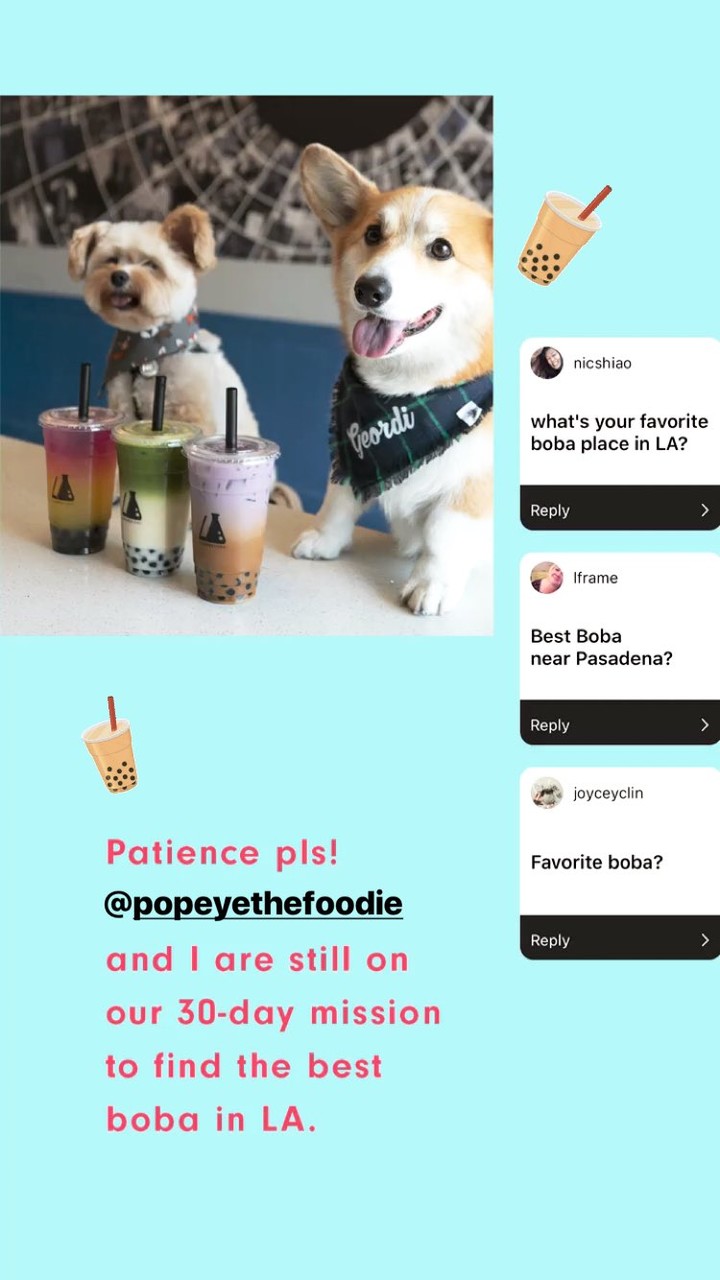 Geordi
nicshiao
what's your favorite
boba place in LA?
Reply
lframe
Best Boba
near Pasadena?
Reply
joyceyclin
Favorite boba?
Reply
Patience pls!
@popeyethefoodie
and I are still on
our 30-day mission
to find the best
boba in LA.